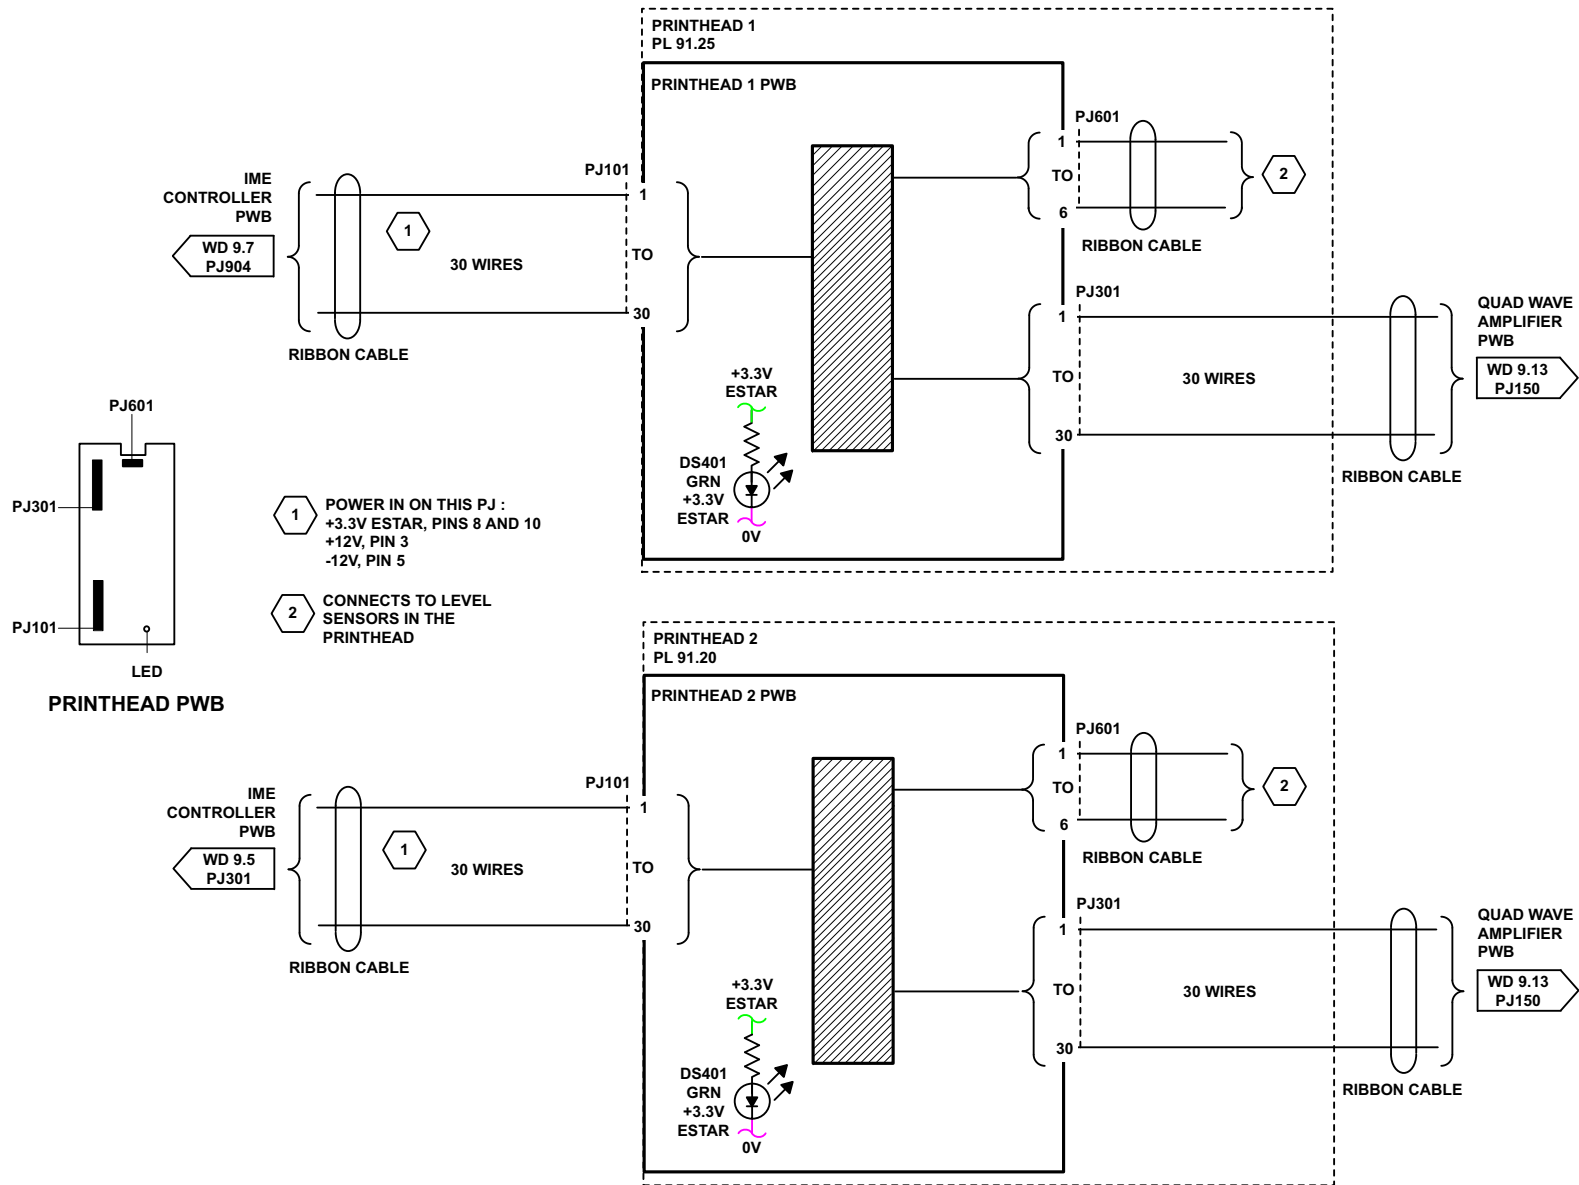 PRINTHEAD 1
PL 91.25
PRINTHEAD 1 PWB
PJ601
1
TO
6
RIBBON CABLE
2
IME
CONTROLLER
PWB
WD 9.7
PJ904
RIBBON CABLE
1
30 WIRES
PJ101
1
TO
30
PJ301
1
TO
30
30 WIRES
RIBBON CABLE
QUAD WAVE
AMPLIFIER
PWB
WD 9.13
PJ150
+3.3V
ESTAR
DS401
GRN
+3.3V
ESTAR
0V
PJ601
PJ301
PJ101
LED
PRINTHEAD PWB
1
POWER IN ON THIS PJ :
+3.3V ESTAR, PINS 8 AND 10
+12V, PIN 3
-12V, PIN 5
2
CONNECTS TO LEVEL
SENSORS IN THE
PRINTHEAD
PRINTHEAD 2
PL 91.20
PRINTHEAD 2 PWB
PJ601
1
TO
6
RIBBON CABLE
2
IME
CONTROLLER
PWB
WD 9.5
PJ301
RIBBON CABLE
1
30 WIRES
PJ101
1
TO
30
PJ301
1
TO
30
30 WIRES
RIBBON CABLE
QUAD WAVE
AMPLIFIER
PWB
WD 9.13
PJ150
+3.3V
ESTAR
DS401
GRN
+3.3V
ESTAR
0V